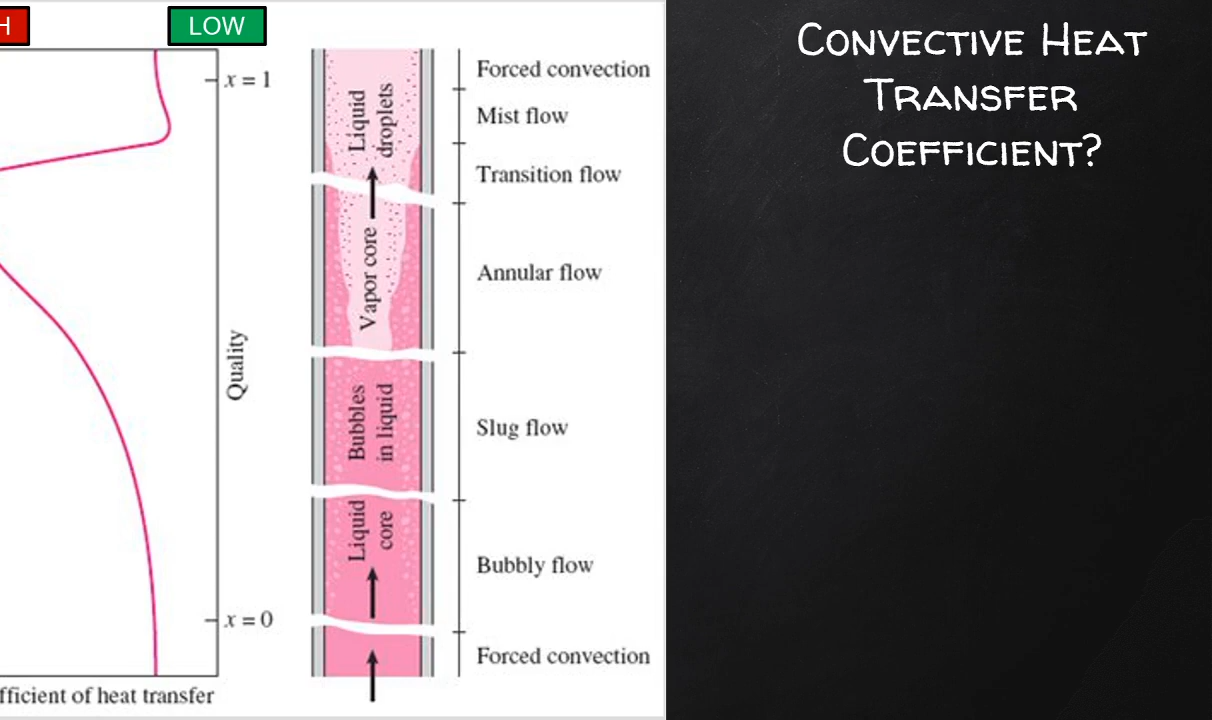 H
LOW
x = 1
Quality
x = 0
fficient of heat transfer
Liquid
droplets
Vapor core
Bubbles
in liquid
Liquid
core
Forced convection
Mist flow
Transition flow
Annular flow
Slug flow
Bubbly flow
Forced convection
CONVECTIVE HEAT
TRANSFER
COEFFICIENT?